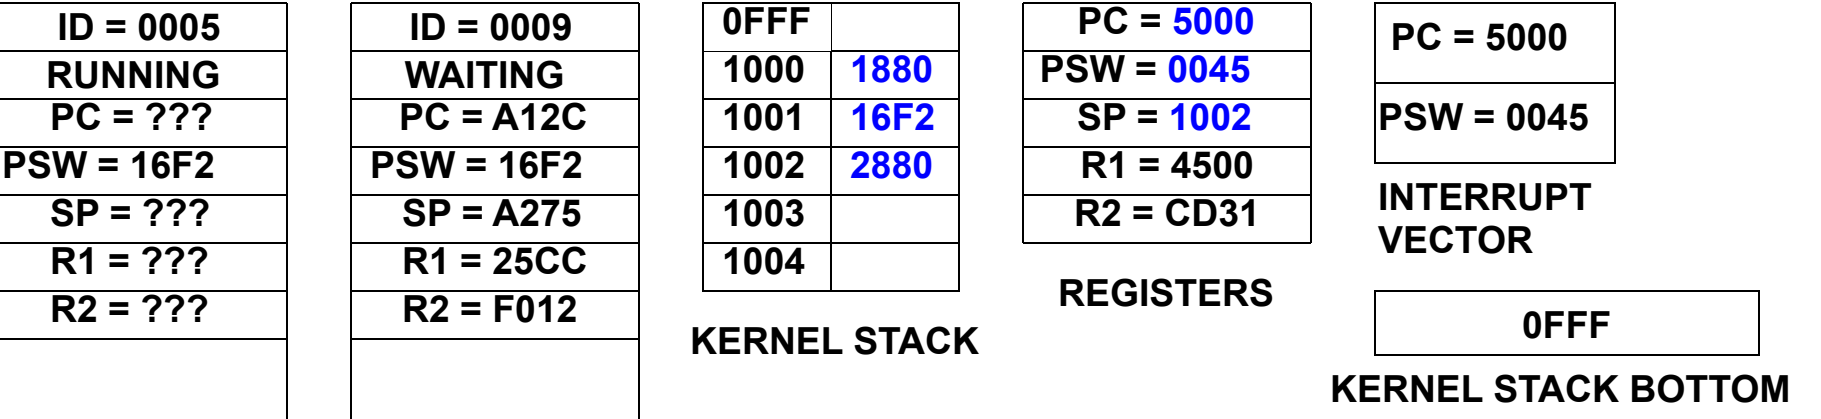 ID = 0005
RUNNING
PC = ???
PSW = 16F2
SP = ???
R1 = ???
R2 = ???
ID = 0009
WAITING
PC = A12C
PSW = 16F2
SP = A275
R1 = 25CC
R2 = F012
0FFF
1000 1880
1001 16F2
1002 2880
1003
1004
KERNEL STACK
PC = 5000
PSW = 0045
SP = 1002
R1 = 4500
R2 = CD31
REGISTERS
PC = 5000
PSW = 0045
INTERRUPT
VECTOR
0FFF
KERNEL STACK BOTTOM